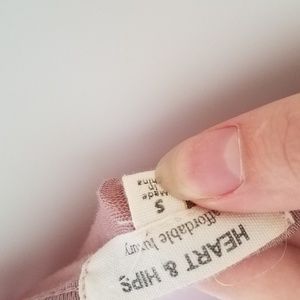 HEART & HIPS
affordable luxury
S
Made
in
China